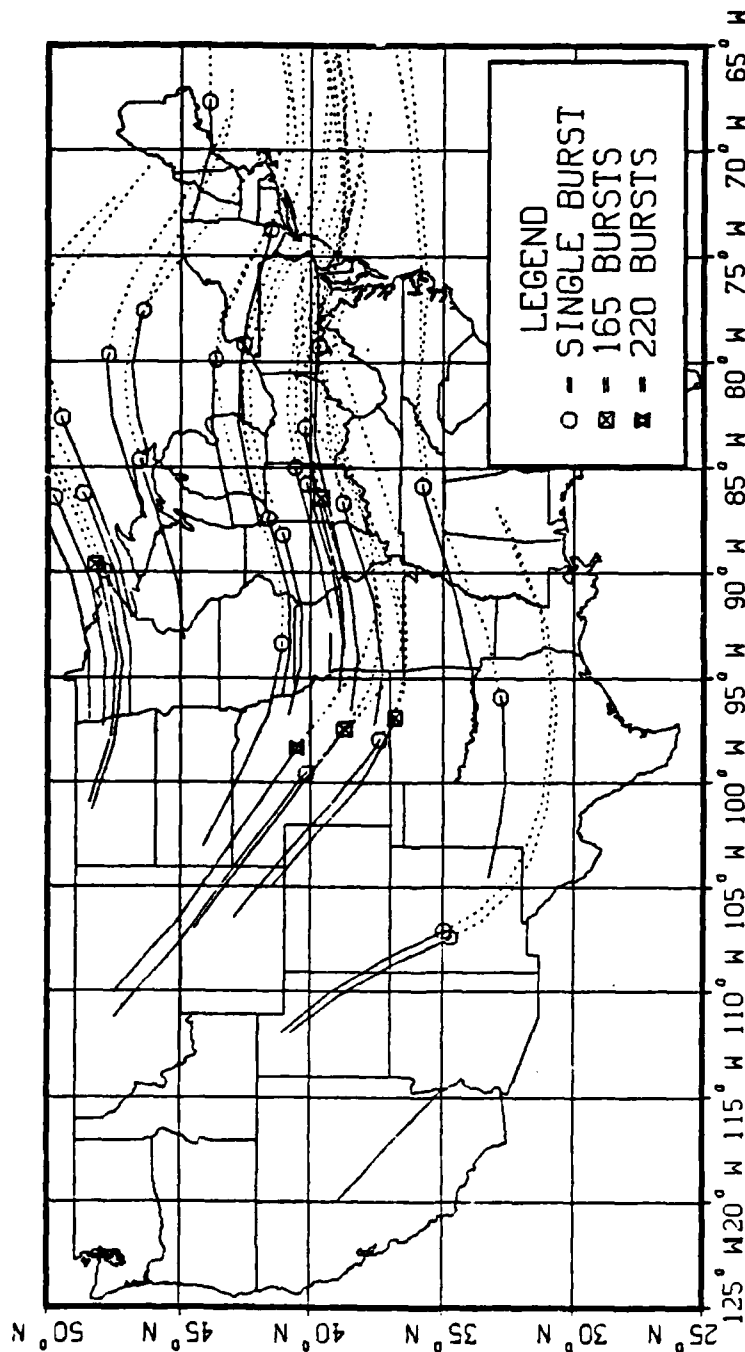 LEGEND
○ - SINGLE BURST
⊠ - 165 BURSTS
⧗ - 220 BURSTS
50° N
45° N
40° N
35° N
30° N
25° N
125° W
120° W
115° W
110° W
105° W
100° W
95° W
90° W
85° W
80° W
75° W
70° W
65° W